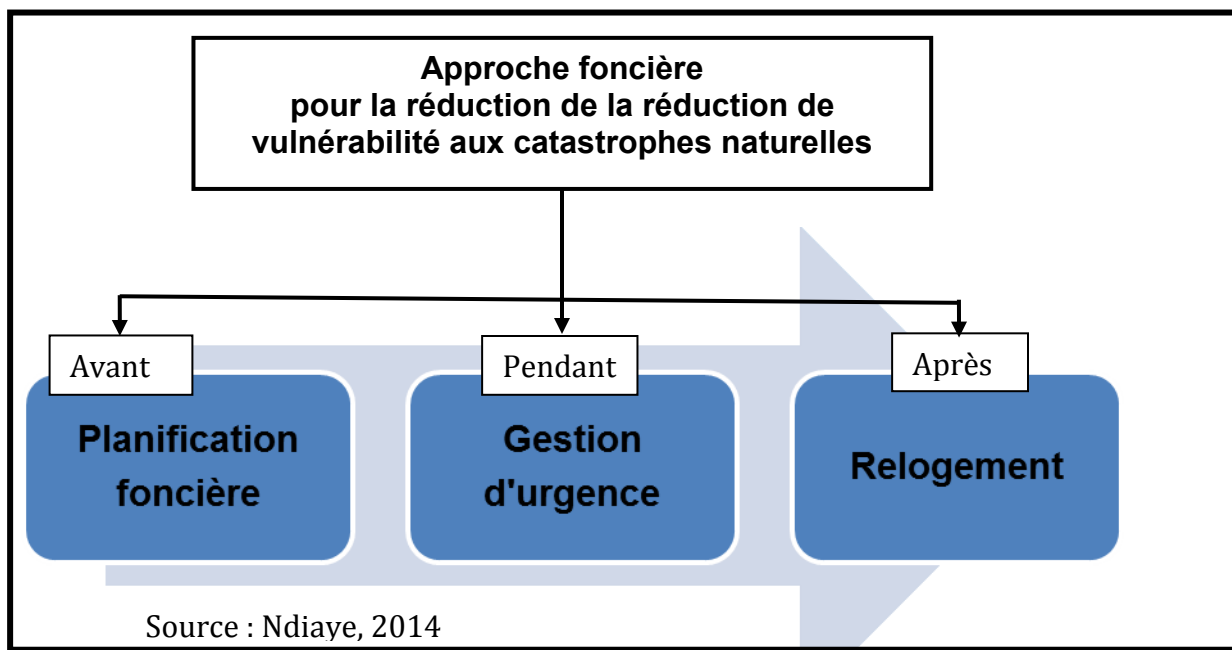 Approche foncière
pour la réduction de la réduction de
vulnérabilité aux catastrophes naturelles
Avant
Pendant
Après
Planification
foncière
Gestion
d'urgence
Relogement
Source : Ndiaye, 2014